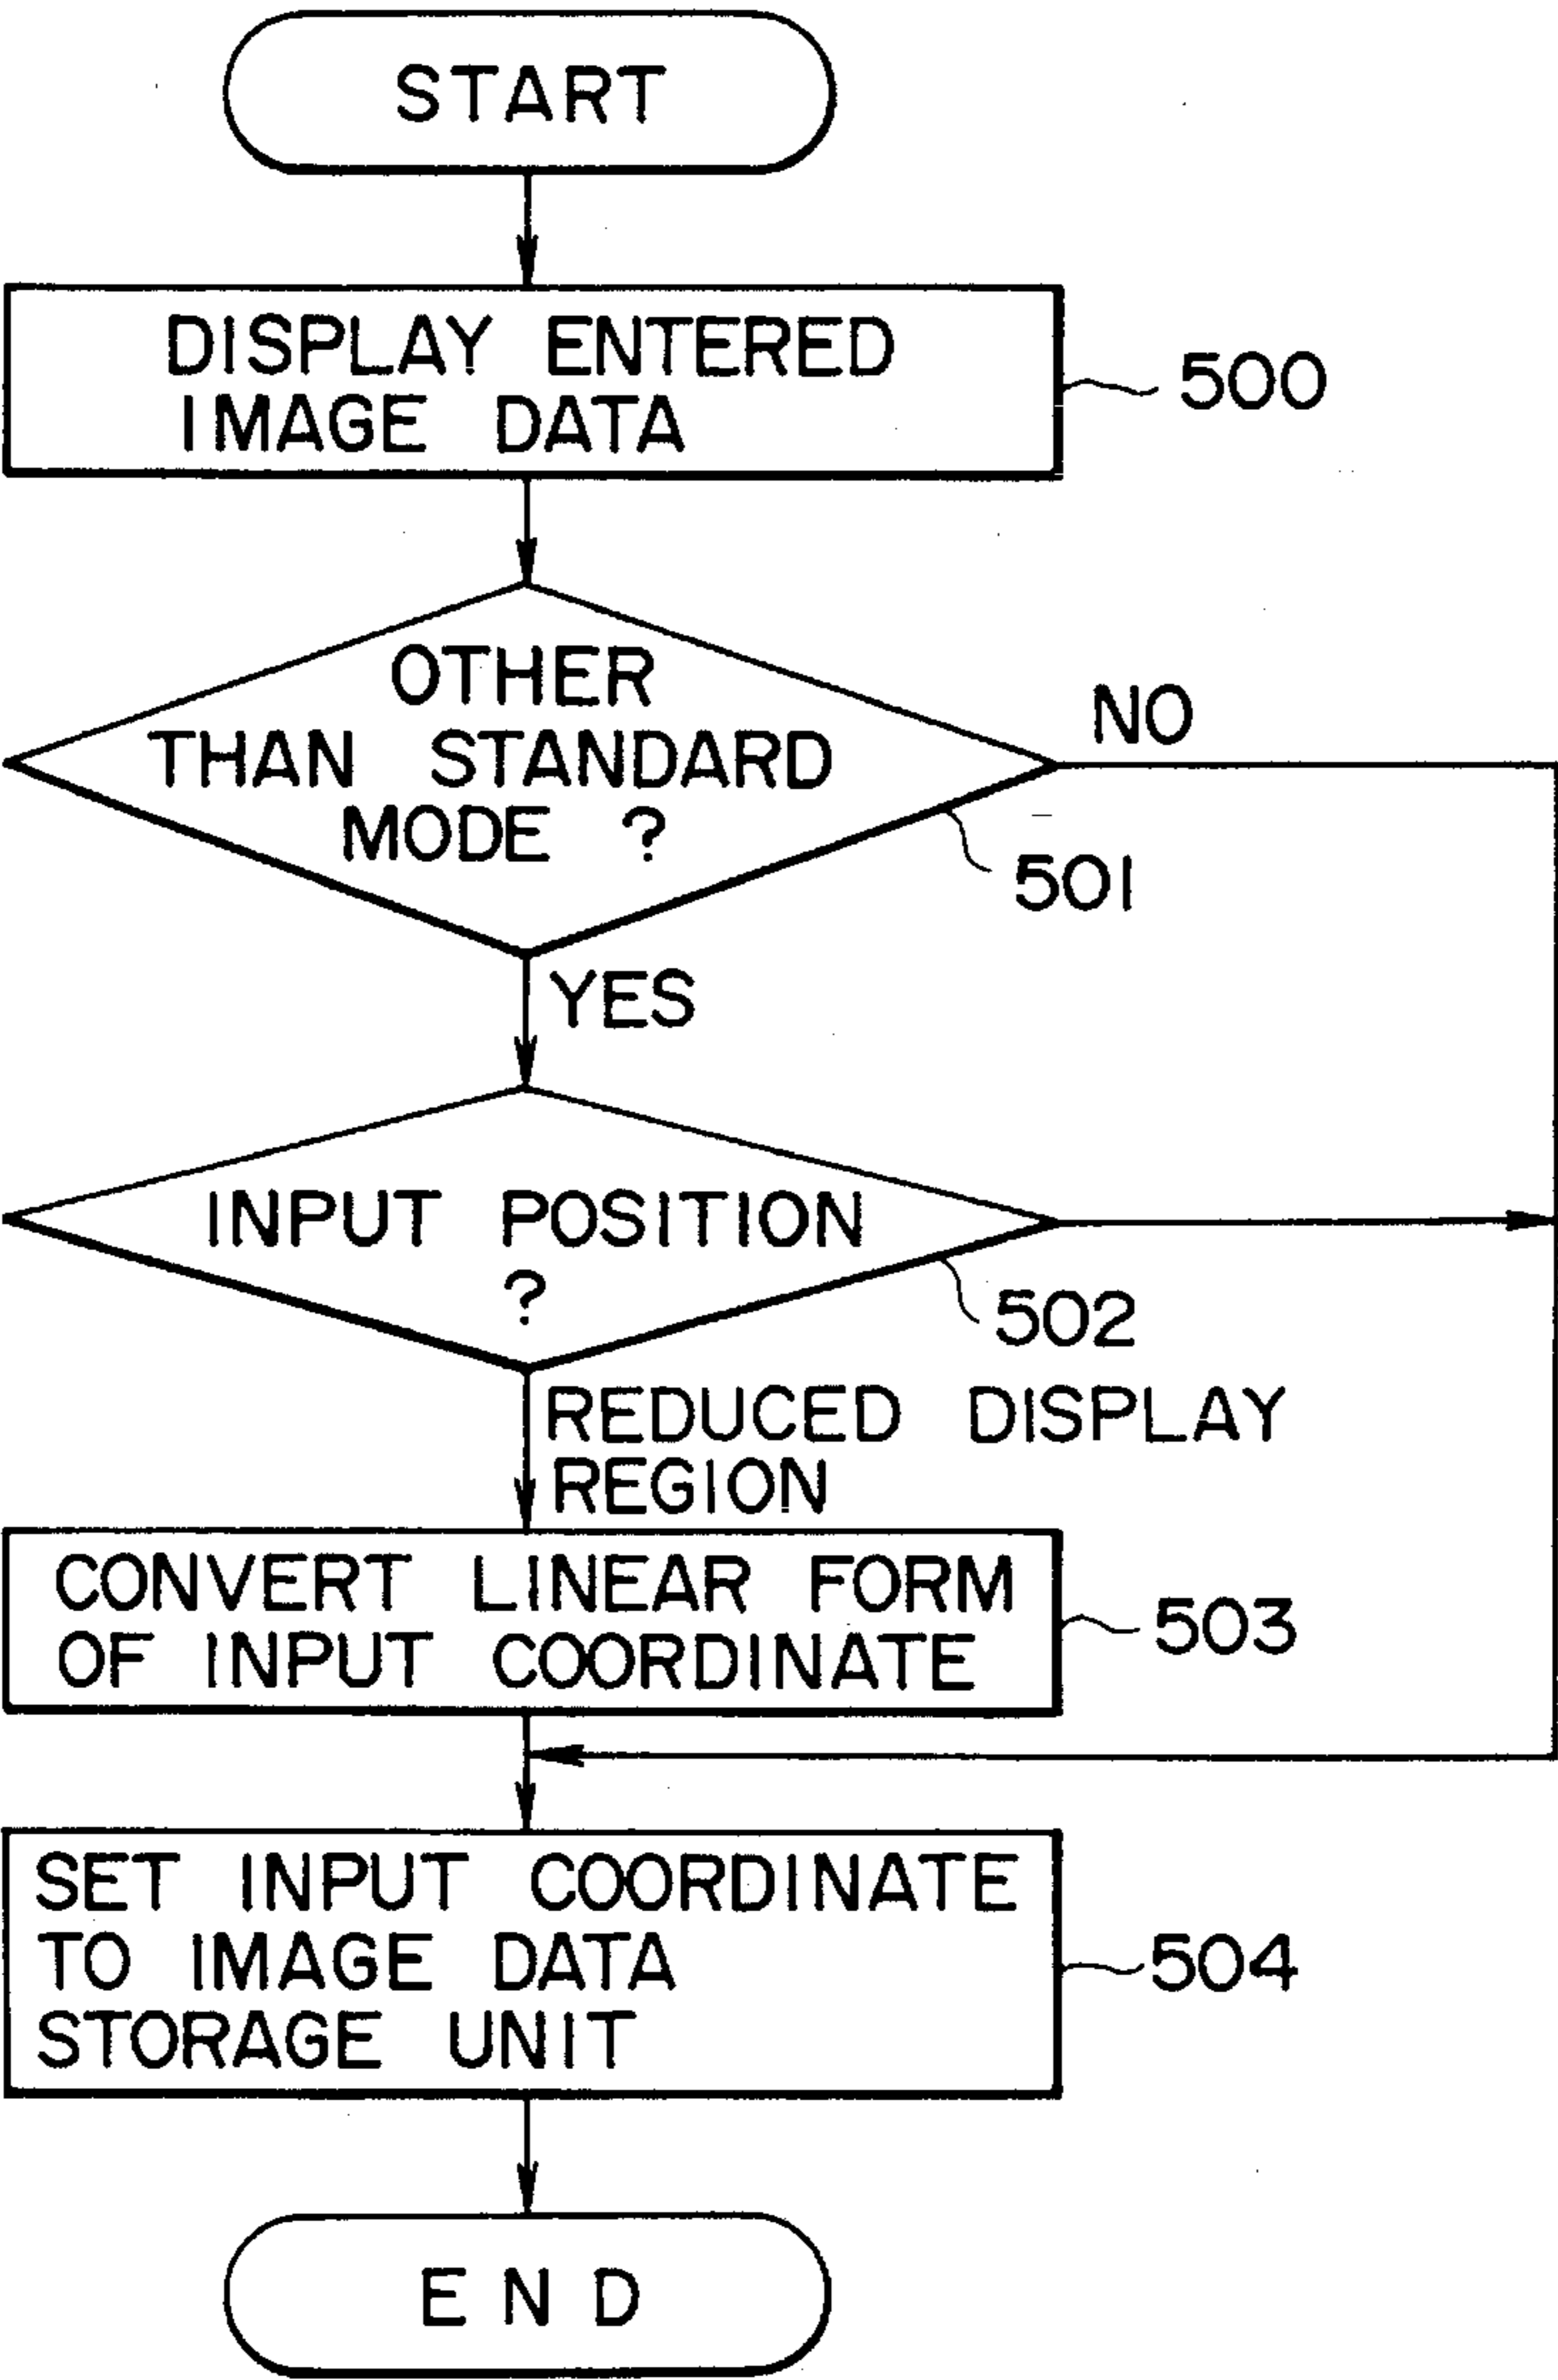 START
DISPLAY ENTERED
IMAGE DATA
500
OTHER
THAN STANDARD
MODE ?
NO
501
YES
INPUT POSITION
?
502
REDUCED DISPLAY
REGION
CONVERT LINEAR FORM
OF INPUT COORDINATE
503
SET INPUT COORDINATE
TO IMAGE DATA
STORAGE UNIT
504
END